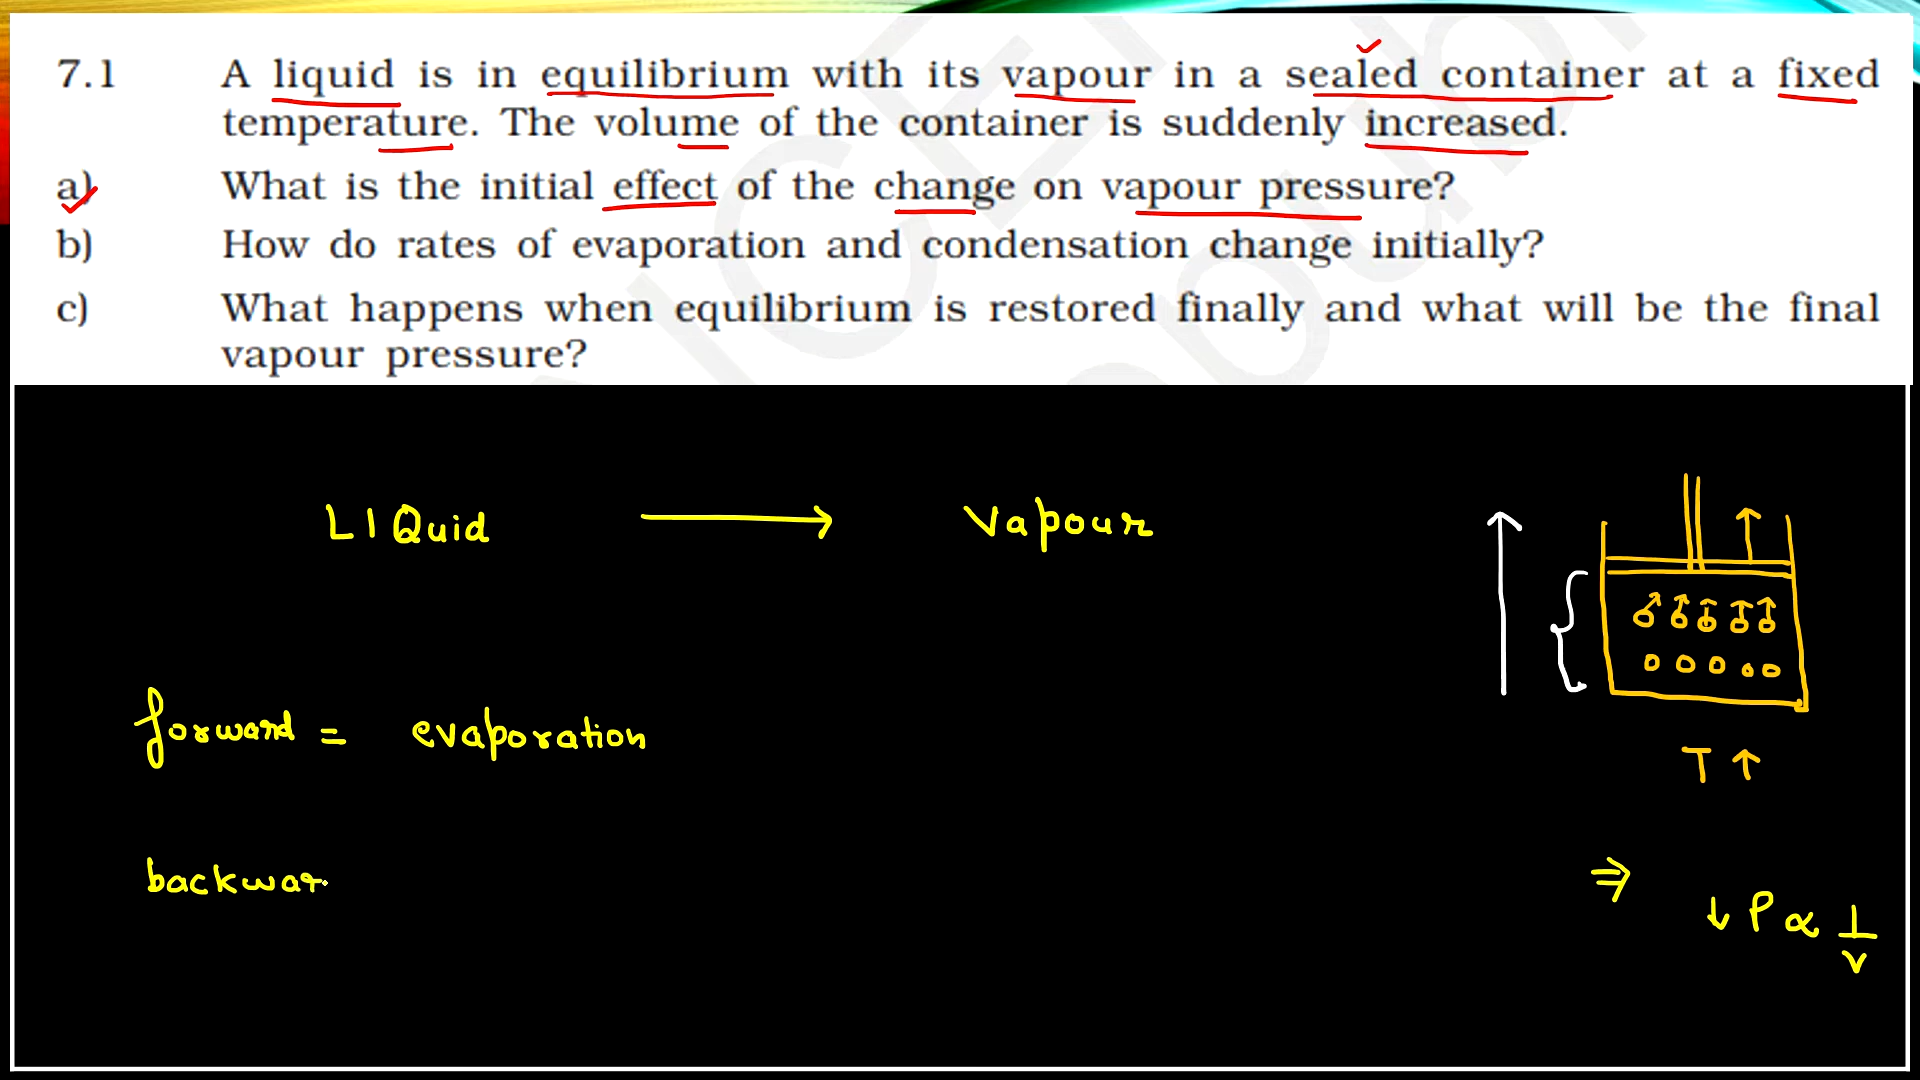 7.1 A liquid is in equilibrium with its vapour in a sealed container at a fixed
temperature. The volume of the container is suddenly increased.
a) What is the initial effect of the change on vapour pressure?
b) How do rates of evaporation and condensation change initially?
c) What happens when equilibrium is restored finally and what will be the final
vapour pressure?
LIQuid → Vapour
forward = evaporation
T ↑
backwar
⇒ ↓ P ∝ 1/v